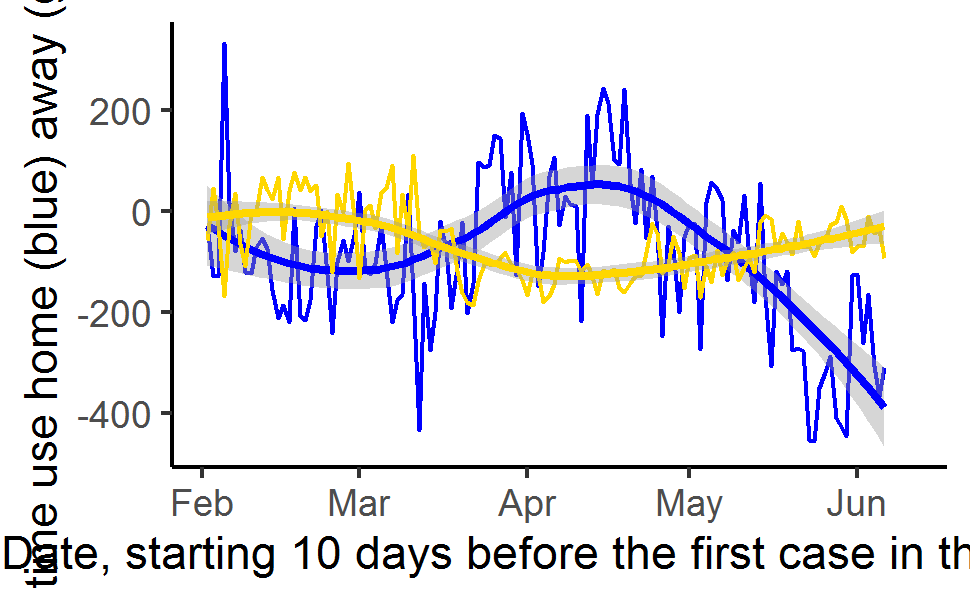 time use home (blue) away (
200
0
-200
-400
Feb Mar Apr May Jun
Date, starting 10 days before the first case in th